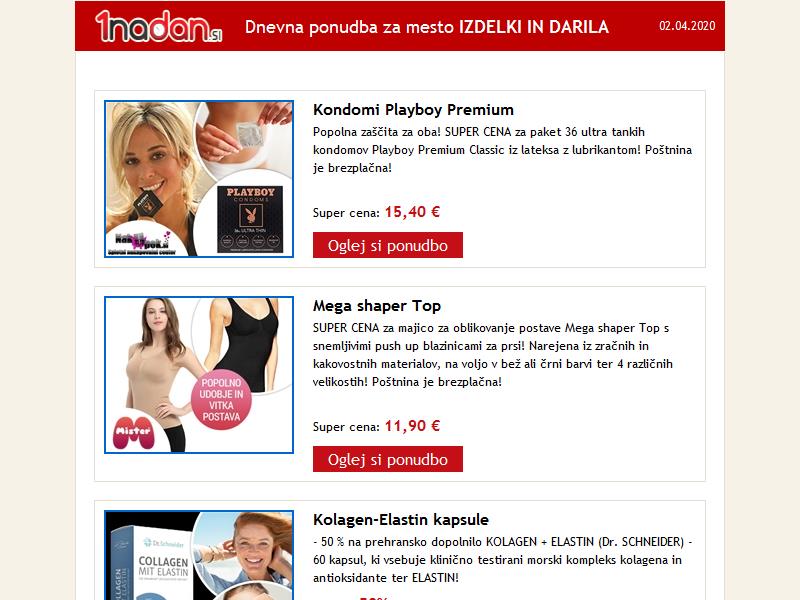 1nadan.si
Dnevna ponudba za mesto IZDELKI IN DARILA
02.04.2020
Kondomi Playboy Premium
Popolna zaščita za oba! SUPER CENA za paket 36 ultra tankih
kondomov Playboy Premium Classic iz lateksa z lubrikantom! Poštnina
je brezplačna!
PLAYBOY
CONDOMS
ULTRA THIN
Super cena: 15,40 €
Oglej si ponudbo
Mega shaper Top
SUPER CENA za majico za oblikovanje postave Mega shaper Top s
snemljivimi push up blazinicami za prsi! Narejena iz zračnih in
kakovostnih materialov, na voljo v bež ali črni barvi ter 4 različnih
velikostih! Poštnina je brezplačna!
POPOLNO
UDOBJE IN
VITKA
POSTAVA
Mister
M
Super cena: 11,90 €
Oglej si ponudbo
Kolagen-Elastin kapsule
- 50 % na prehransko dopolnilo KOLAGEN + ELASTIN (Dr. SCHNEIDER) -
60 kapsul, ki vsebuje klinično testirani morski kompleks kolagena in
antioksidante ter ELASTIN!
Dr.Schneider
COLLAGEN
MIT ELASTIN